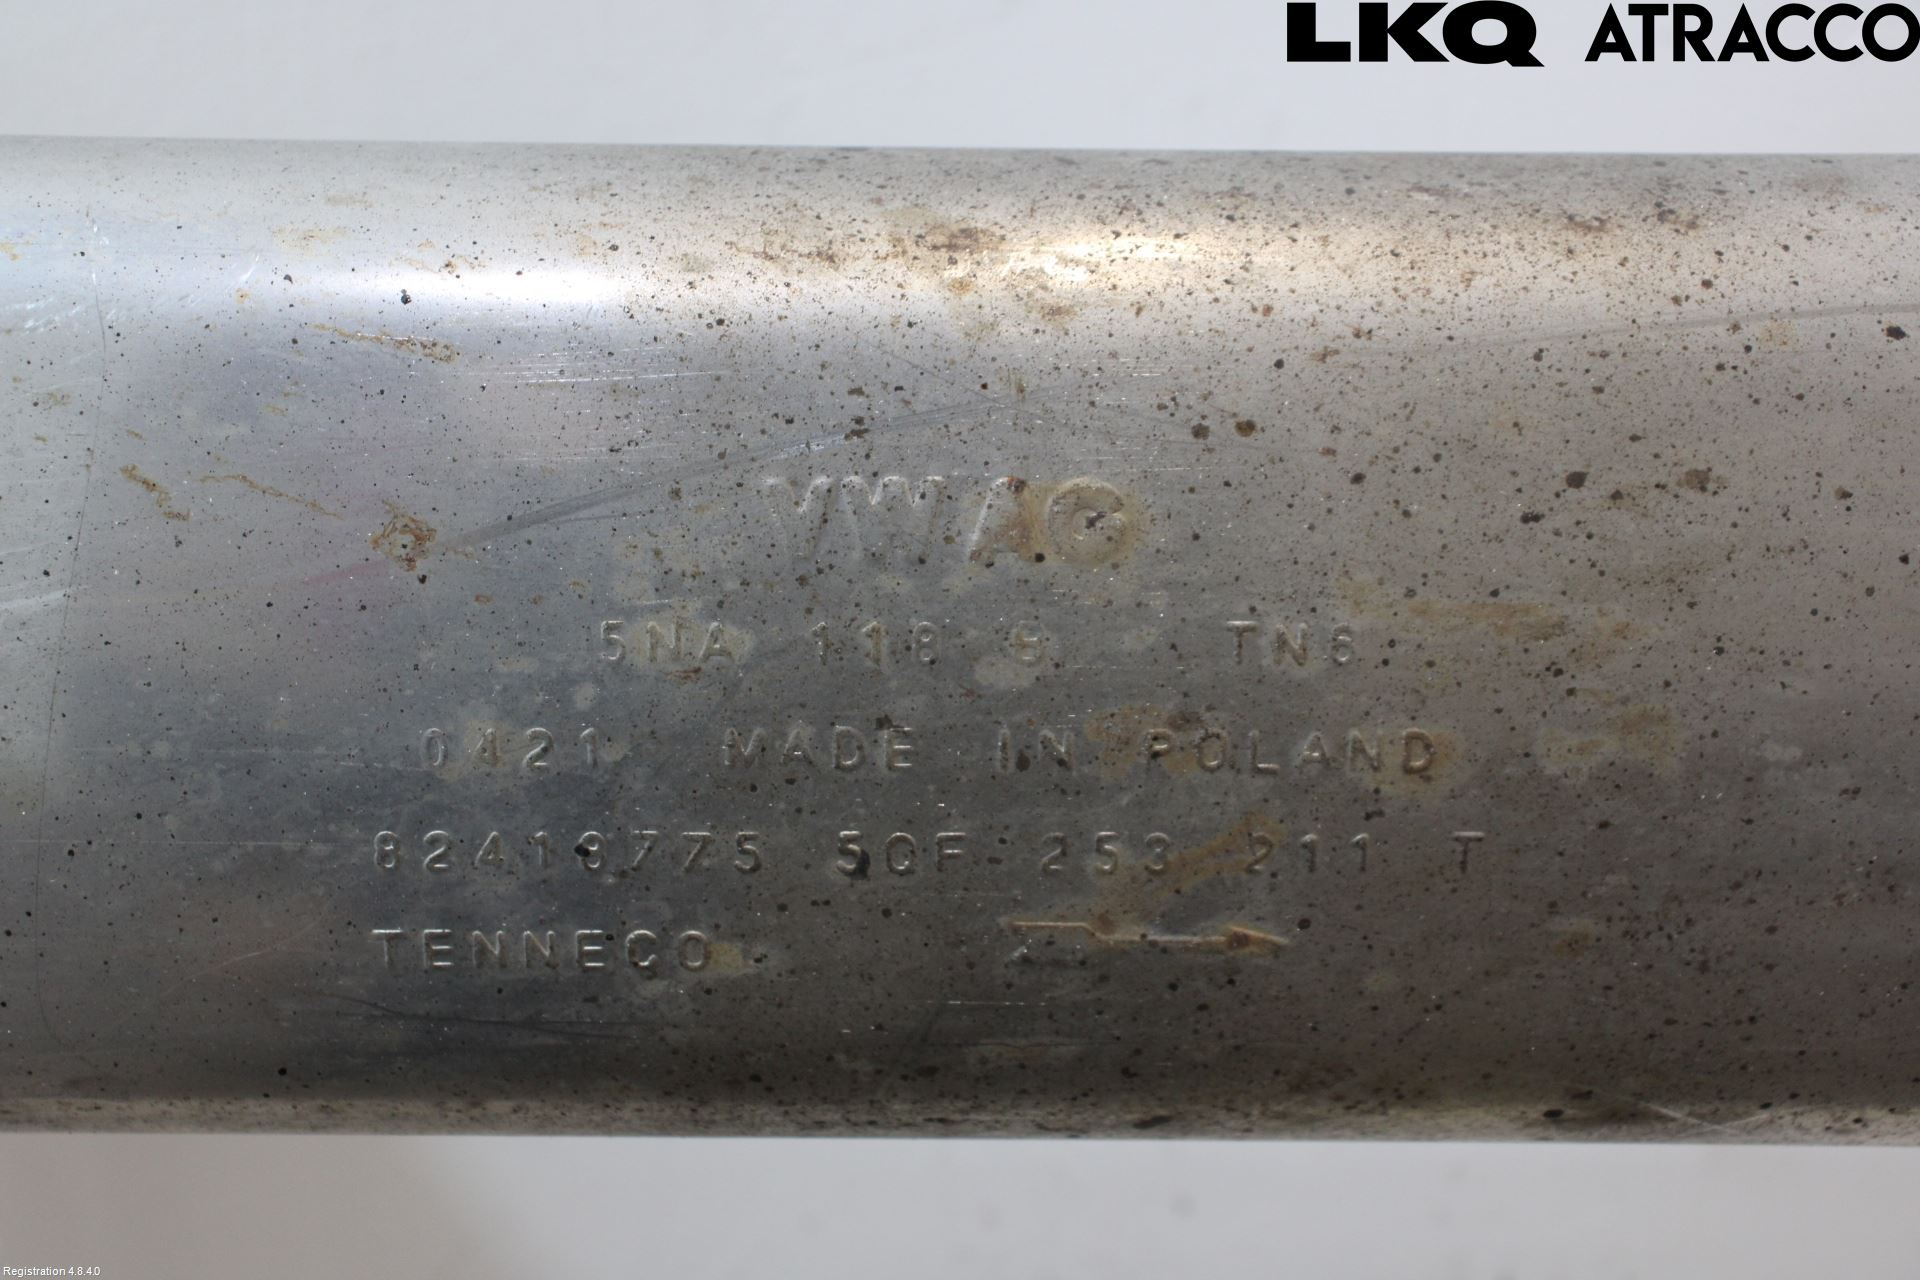 LKQ ATRACCO
VWAG
5NA 118 S TN6
0421 MADE IN POLAND
82419775 5QF 253 211 T
TENNECO
Registration 4.8.4.0